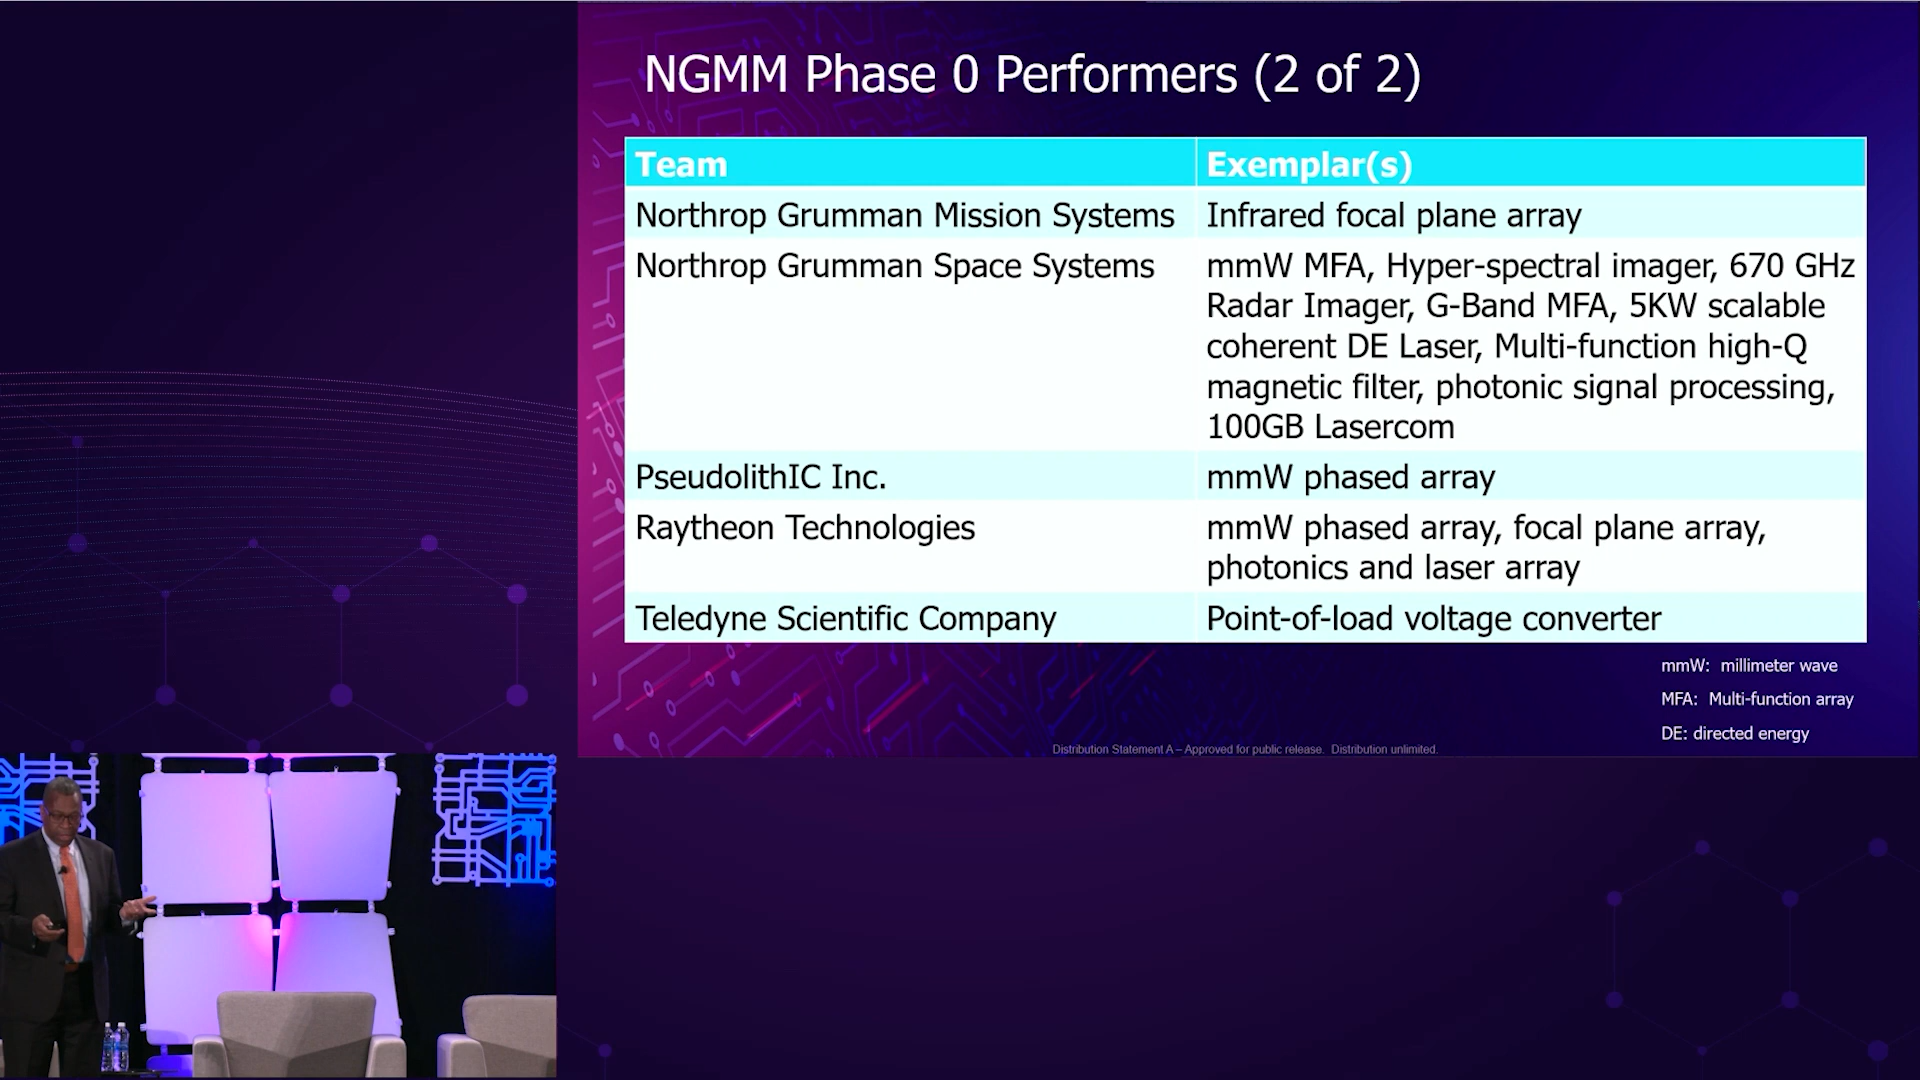 NGMM Phase 0 Performers (2 of 2)
Team Exemplar(s)
Northrop Grumman Mission Systems Infrared focal plane array
Northrop Grumman Space Systems mmW MFA, Hyper-spectral imager, 670 GHz
Radar Imager, G-Band MFA, 5KW scalable
coherent DE Laser, Multi-function high-Q
magnetic filter, photonic signal processing,
100GB Lasercom
PseudolithIC Inc. mmW phased array
Raytheon Technologies mmW phased array, focal plane array,
photonics and laser array
Teledyne Scientific Company Point-of-load voltage converter
mmW: millimeter wave
MFA: Multi-function array
DE: directed energy
Distribution Statement A – Approved for public release. Distribution unlimited.